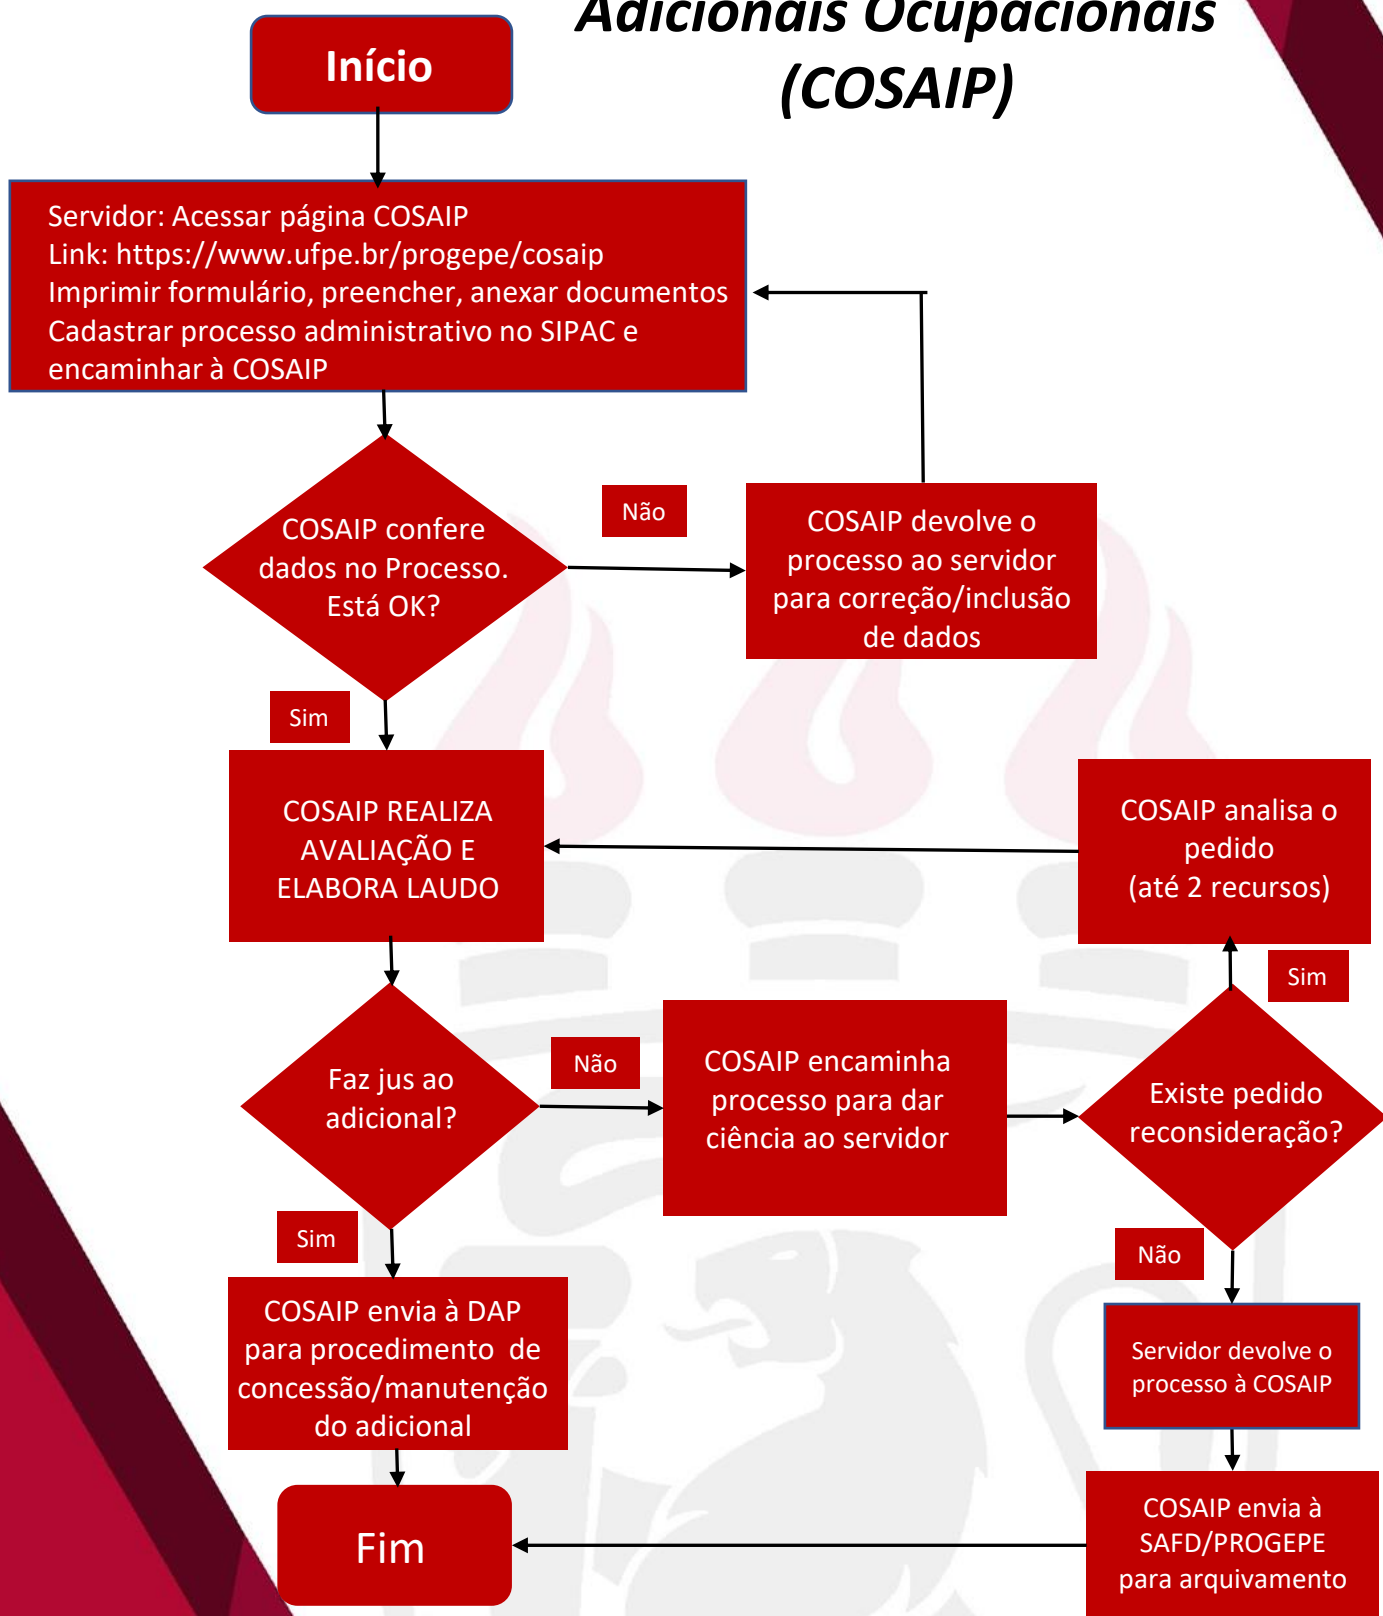 Adicionais Ocupacionais
(COSAIP)
Início
Servidor: Acessar página COSAIP
Link: https://www.ufpe.br/progepe/cosaip
Imprimir formulário, preencher, anexar documentos
Cadastrar processo administrativo no SIPAC e
encaminhar à COSAIP
COSAIP confere
dados no Processo.
Está OK?
Não
COSAIP devolve o
processo ao servidor
para correção/inclusão
de dados
Sim
COSAIP REALIZA
AVALIAÇÃO E
ELABORA LAUDO
COSAIP analisa o
pedido
(até 2 recursos)
Sim
Faz jus ao
adicional?
Não
COSAIP encaminha
processo para dar
ciência ao servidor
Existe pedido
reconsideração?
Sim
Não
COSAIP envia à DAP
para procedimento  de
concessão/manutenção
do adicional
Servidor devolve o
processo à COSAIP
COSAIP envia à
SAFD/PROGEPE
para arquivamento
Fim